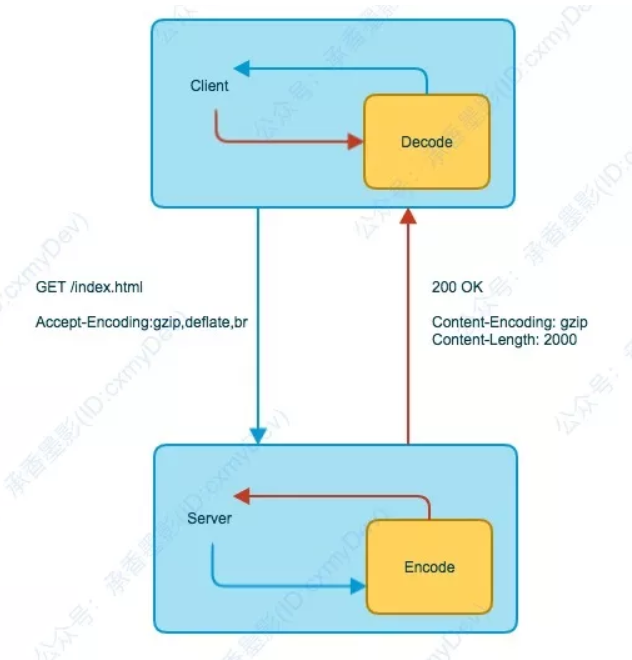 Client
Decode
GET /index.html
Accept-Encoding:gzip,deflate,br
200 OK
Content-Encoding: gzip
Content-Length: 2000
Server
Encode
公众号：承香墨影(ID:cxmyDev)